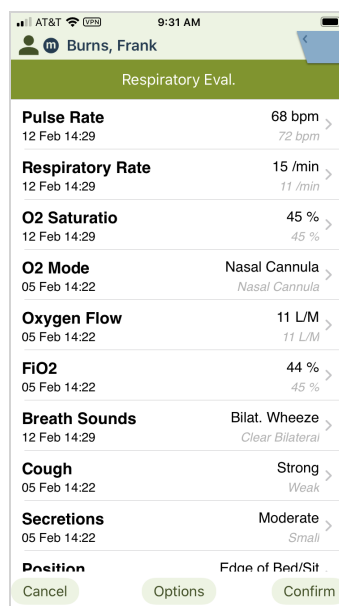 AT&T VPN 9:31 AM
m Burns, Frank
Respiratory Eval.
Pulse Rate 68 bpm
12 Feb 14:29 72 bpm
Respiratory Rate 15 /min
12 Feb 14:29 11 /min
O2 Saturatio 45 %
12 Feb 14:29 45 %
O2 Mode Nasal Cannula
05 Feb 14:22 Nasal Cannula
Oxygen Flow 11 L/M
05 Feb 14:22 11 L/M
FiO2 44 %
05 Feb 14:22 45 %
Breath Sounds Bilat. Wheeze
12 Feb 14:29 Clear Bilateral
Cough Strong
05 Feb 14:22 Weak
Secretions Moderate
05 Feb 14:22 Small
Position Edge of Bed/Sit
Cancel Options Confirm